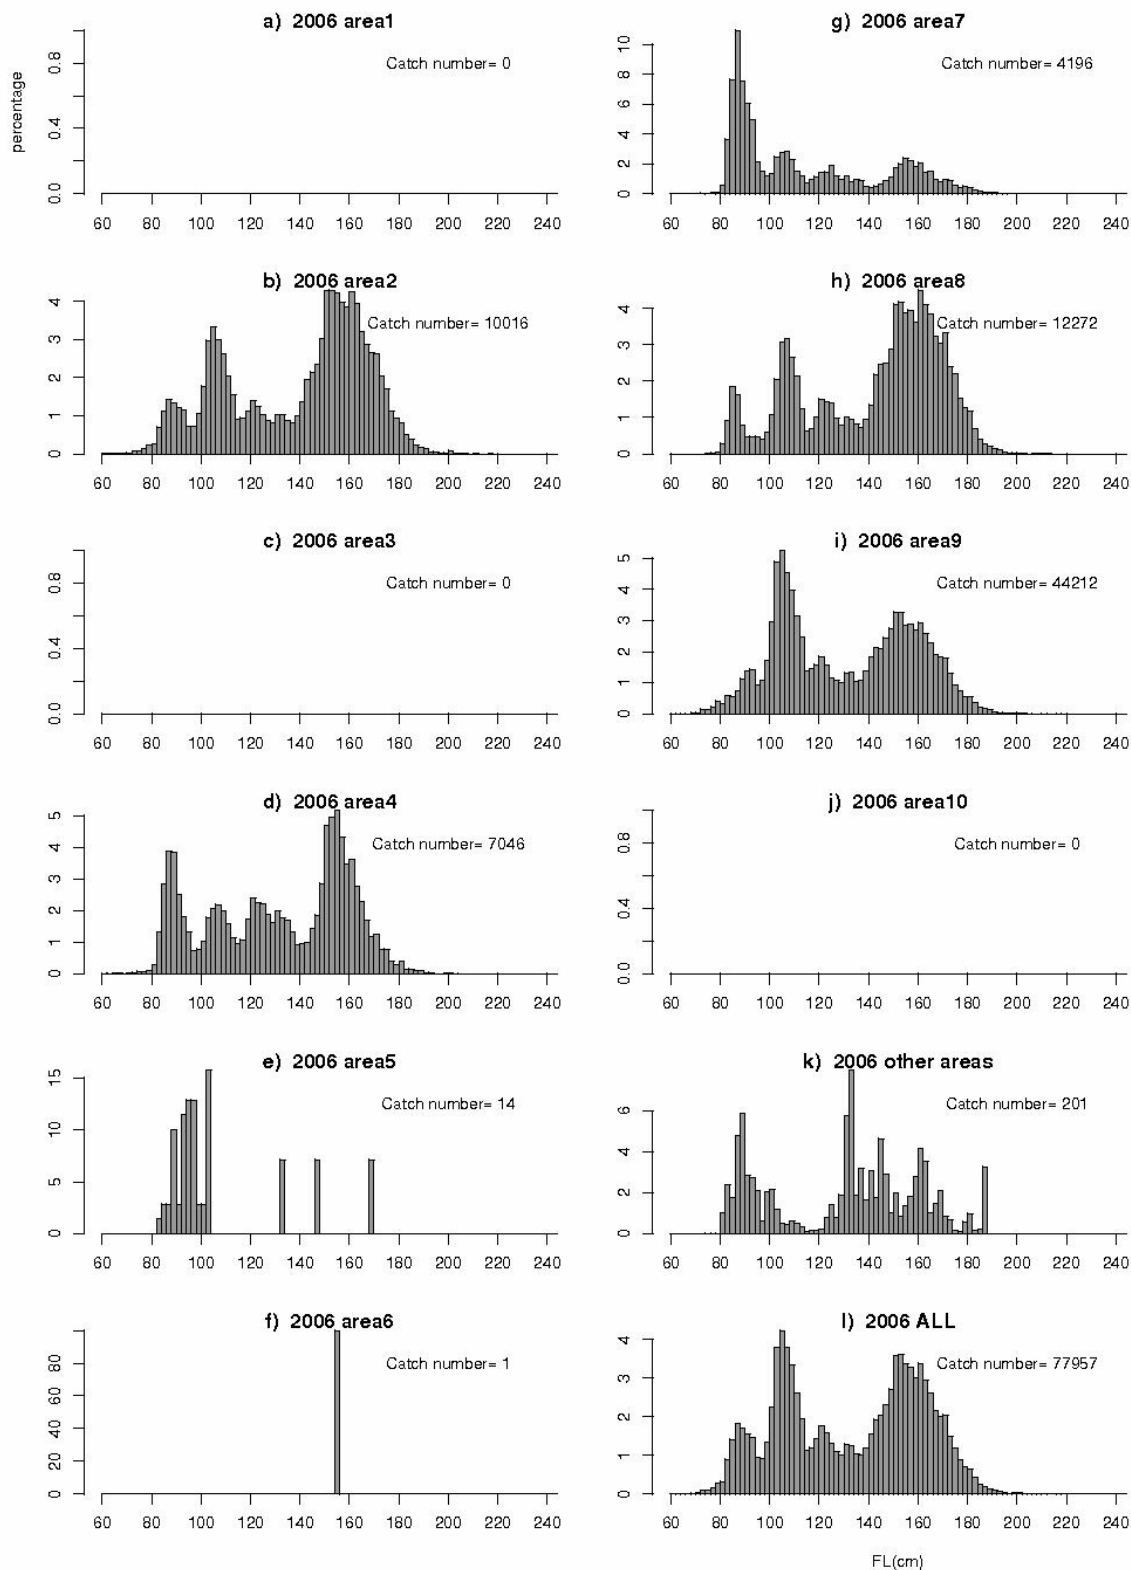 a) 2006 area1
Catch number= 0
percentage
0.0 0.4 0.8
60 80 100 120 140 160 180 200 220 240
b) 2006 area2
Catch number= 10016
0 1 2 3 4
60 80 100 120 140 160 180 200 220 240
c) 2006 area3
Catch number= 0
0.0 0.4 0.8
60 80 100 120 140 160 180 200 220 240
d) 2006 area4
Catch number= 7046
0 1 2 3 4 5
60 80 100 120 140 160 180 200 220 240
e) 2006 area5
Catch number= 14
0 5 10 15
60 80 100 120 140 160 180 200 220 240
f) 2006 area6
Catch number= 1
0 20 40 60 80
60 80 100 120 140 160 180 200 220 240
g) 2006 area7
Catch number= 4196
0 2 4 6 8 10
60 80 100 120 140 160 180 200 220 240
h) 2006 area8
Catch number= 12272
0 1 2 3 4
60 80 100 120 140 160 180 200 220 240
i) 2006 area9
Catch number= 44212
0 1 2 3 4 5
60 80 100 120 140 160 180 200 220 240
j) 2006 area10
Catch number= 0
0.0 0.4 0.8
60 80 100 120 140 160 180 200 220 240
k) 2006 other areas
Catch number= 201
0 2 4 6
60 80 100 120 140 160 180 200 220 240
l) 2006 ALL
Catch number= 77957
0 1 2 3 4
60 80 100 120 140 160 180 200 220 240
FL(cm)